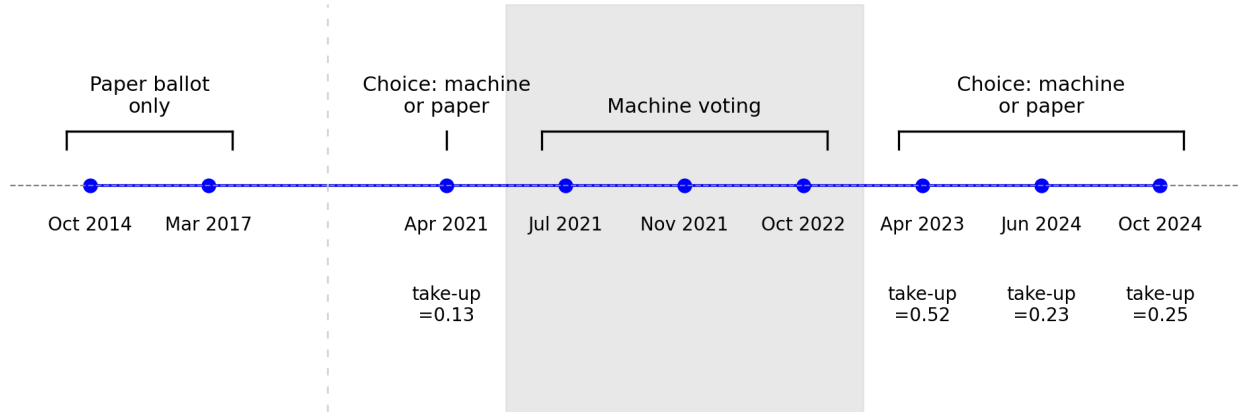 Paper ballot
only
Choice: machine
or paper
Machine voting
Choice: machine
or paper
Oct 2014
Mar 2017
Apr 2021
Jul 2021
Nov 2021
Oct 2022
Apr 2023
Jun 2024
Oct 2024
take-up
=0.13
take-up
=0.52
take-up
=0.23
take-up
=0.25